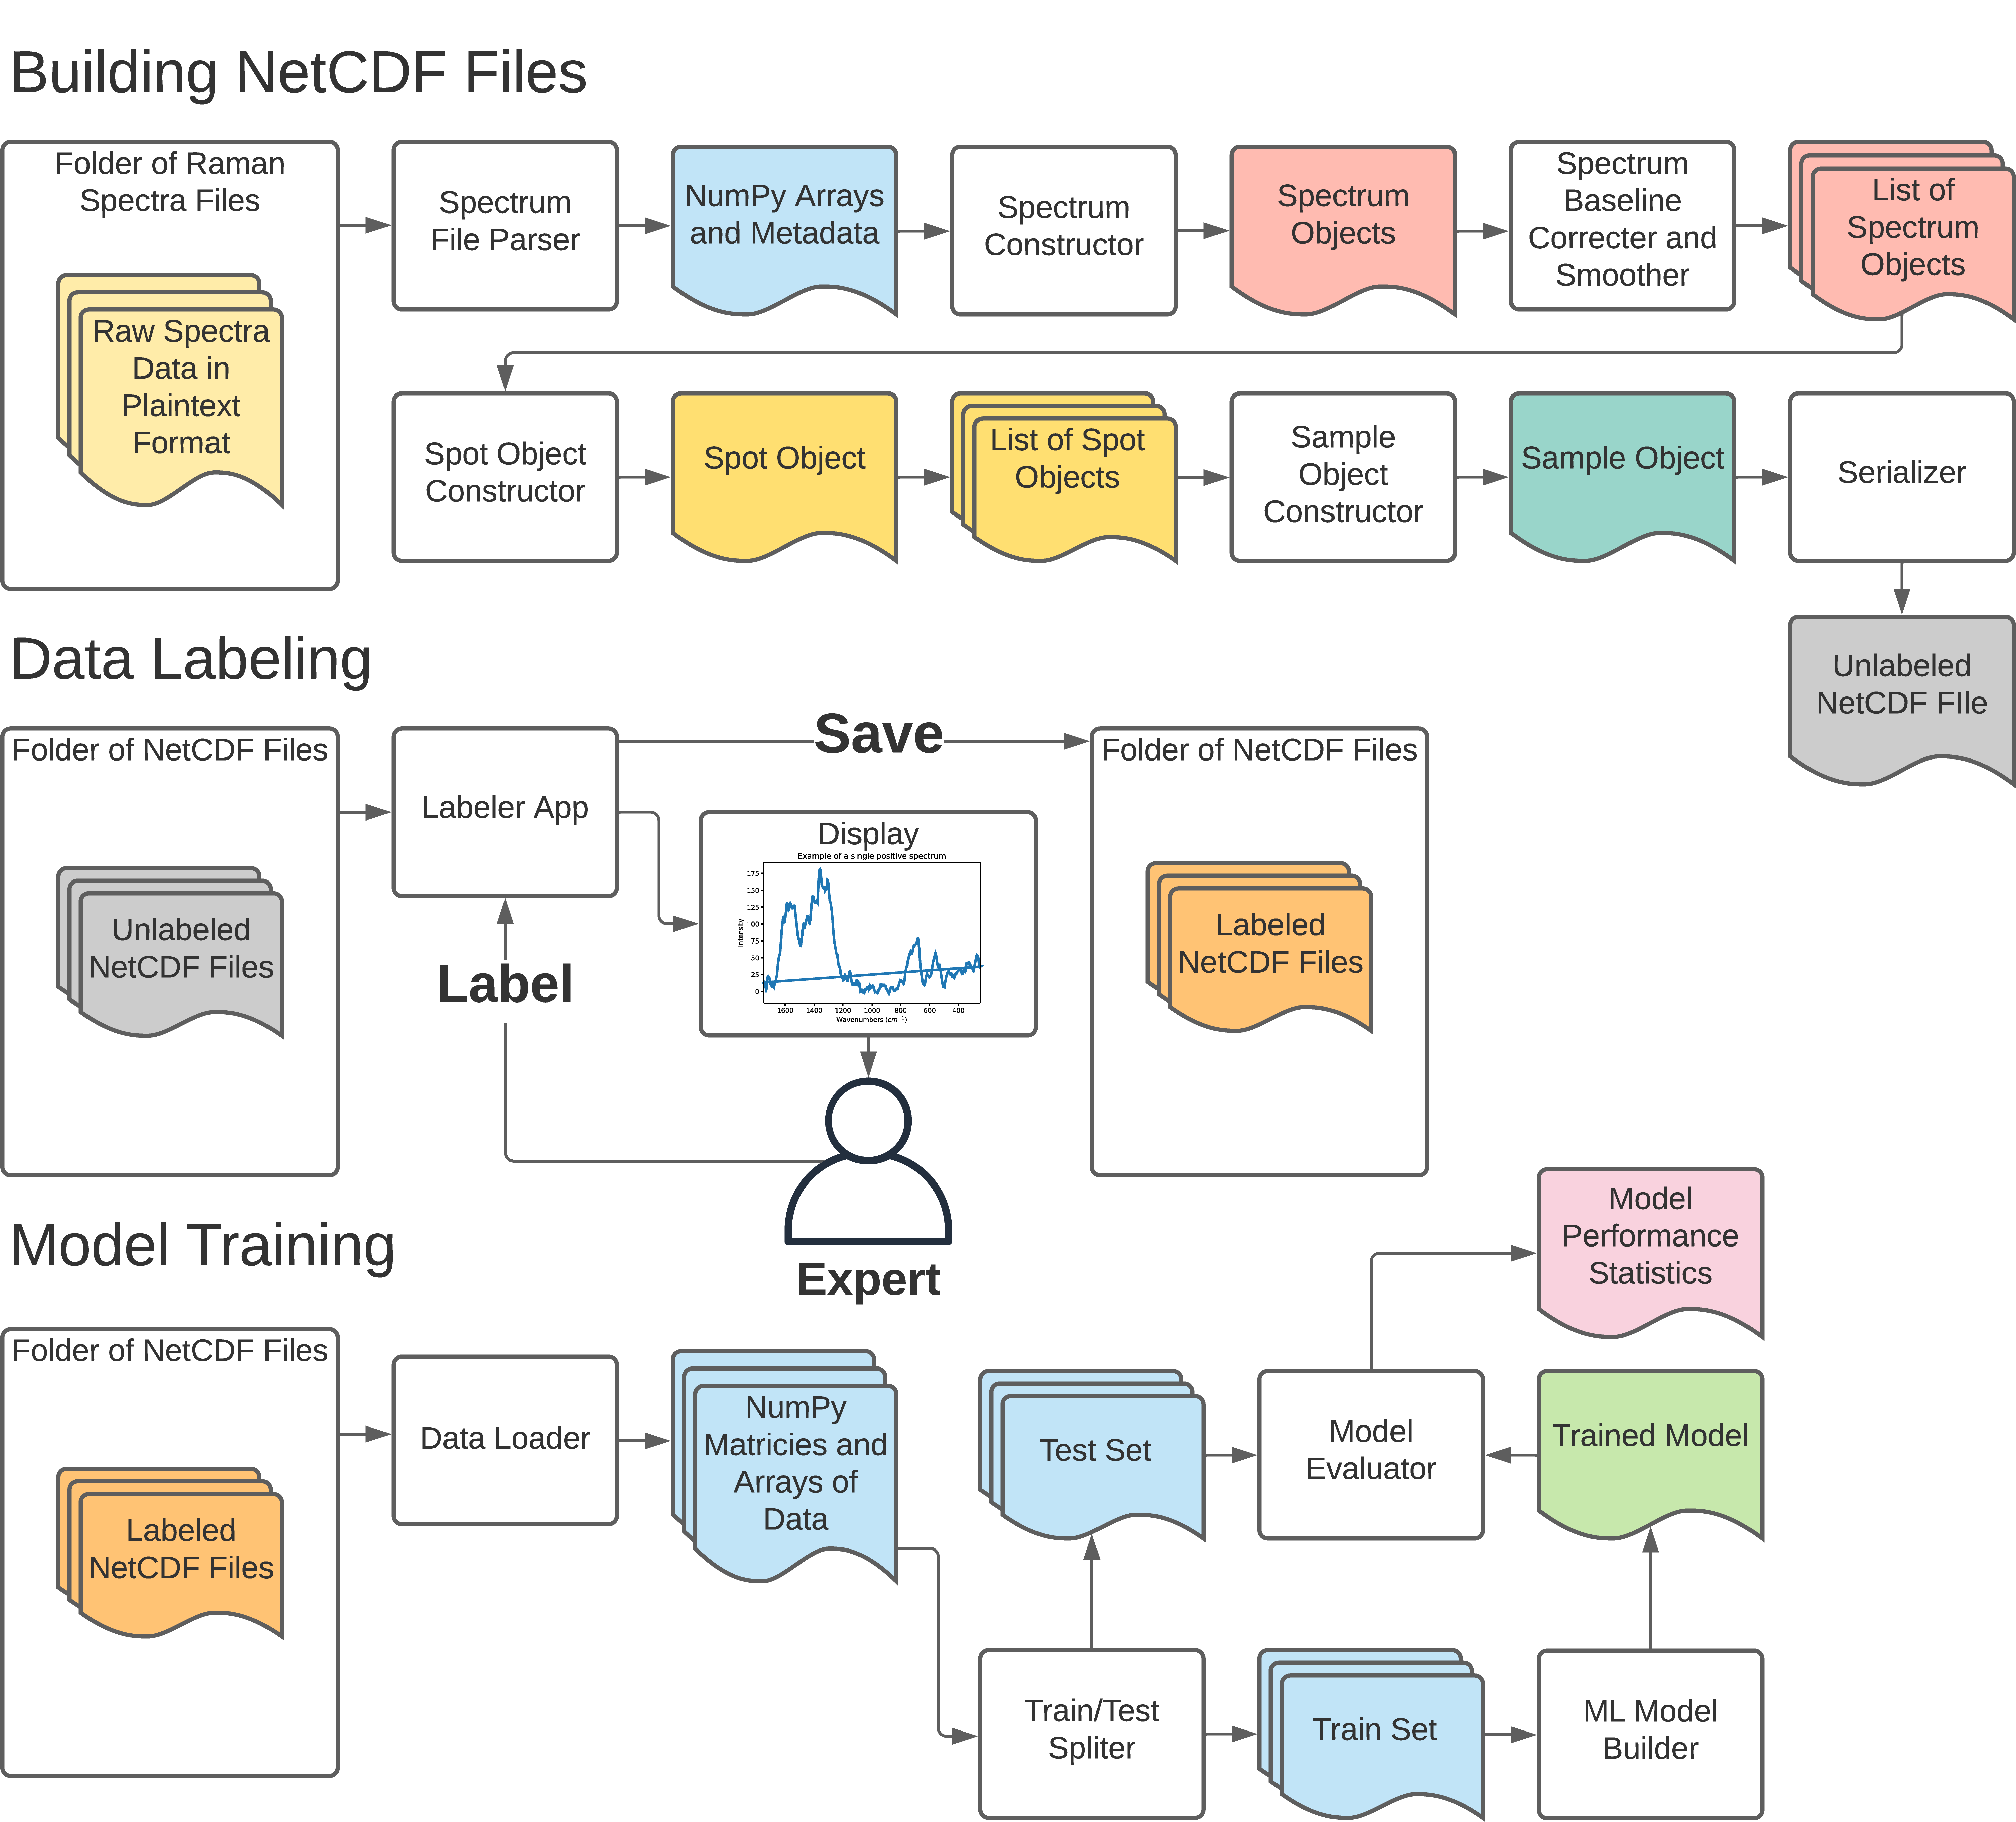 Building NetCDF Files
Folder of Raman
Spectra Files
Raw Spectra
Data in
Plaintext
Format
Spectrum
File Parser
NumPy Arrays
and Metadata
Spectrum
Constructor
Spectrum
Objects
Spectrum
Baseline
Correcter and
Smoother
List of
Spectrum
Objects
Spot Object
Constructor
Spot Object
List of Spot
Objects
Sample
Object
Constructor
Sample Object
Serializer
Unlabeled
NetCDF FIle
Data Labeling
Folder of NetCDF Files
Unlabeled
NetCDF Files
Labeler App
Save
Label
Display
Example of a single positive spectrum
Intensity
175
150
125
100
75
50
25
0
1600 1400 1200 1000 800 600 400
Wavenumbers (cm⁻¹)
Expert
Folder of NetCDF Files
Labeled
NetCDF Files
Model Training
Folder of NetCDF Files
Labeled
NetCDF Files
Data Loader
NumPy
Matricies and
Arrays of
Data
Test Set
Model
Evaluator
Model
Performance
Statistics
Trained Model
Train/Test
Spliter
Train Set
ML Model
Builder